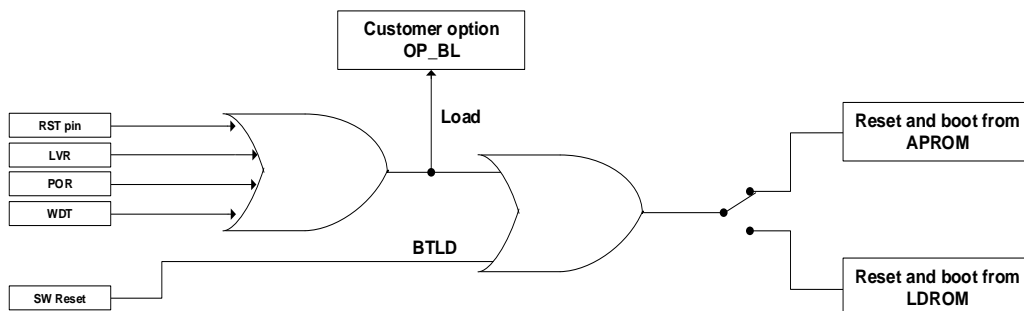 Customer option
OP_BL
Load
RST pin
LVR
POR
WDT
SW Reset
BTLD
Reset and boot from
APROM
Reset and boot from
LDROM